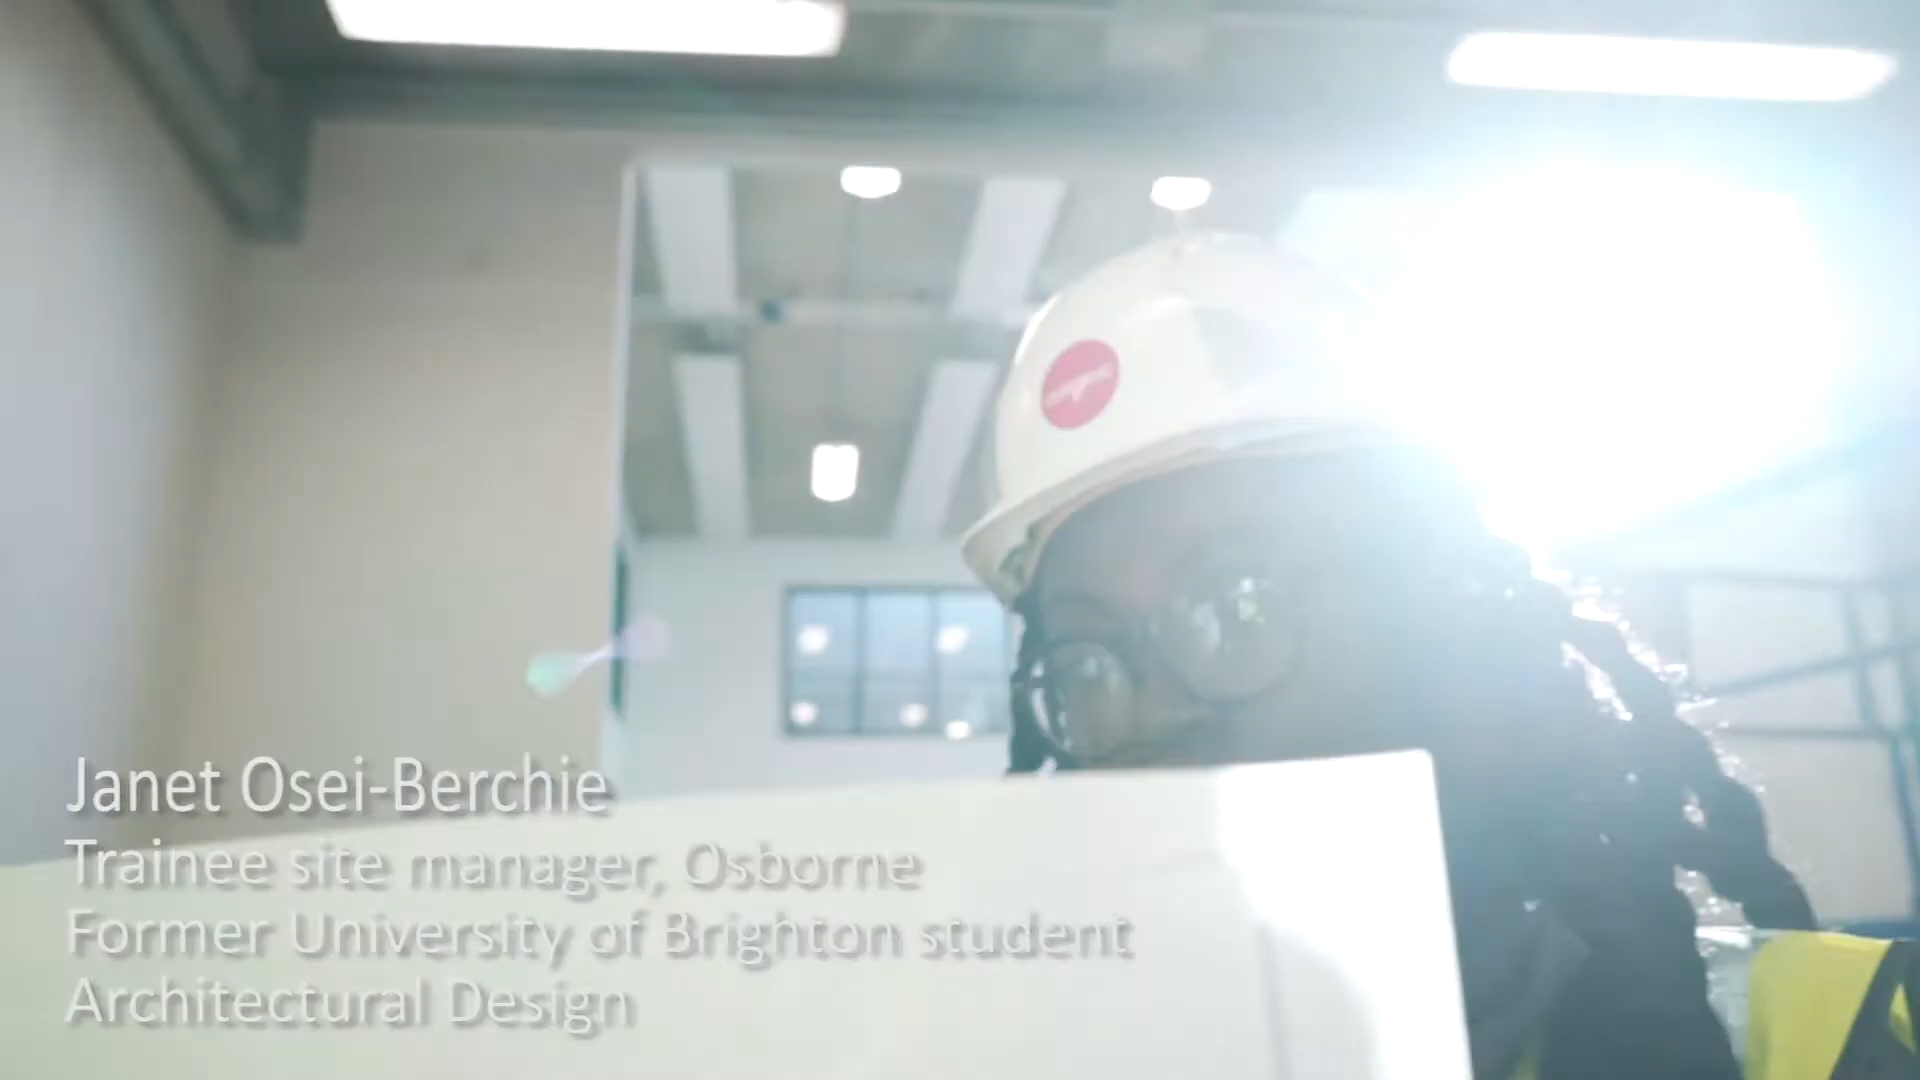 Janet Osei-Berchie
Trainee site manager, Osborne
Former University of Brighton student
Architectural Design